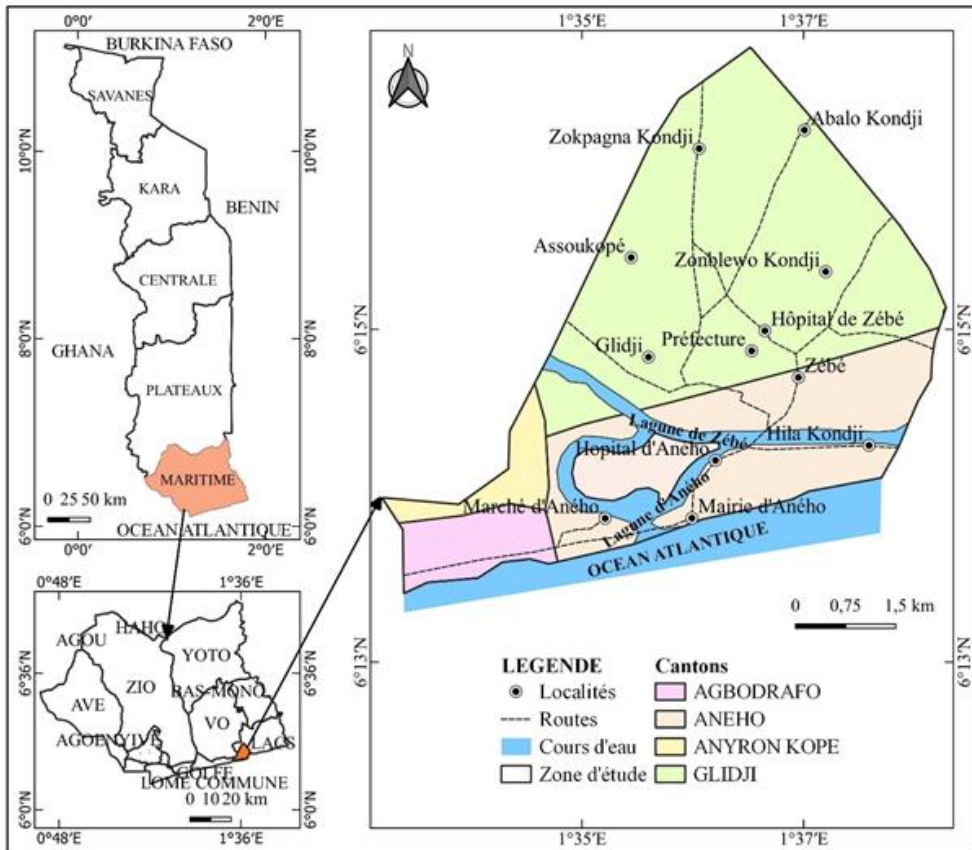 0°0' 2°0'E
BURKINA FASO
SAVANES
10°0'N 10°0'N
KARA
BENIN
CENTRALE
8°0'N 8°0'N
GHANA
PLATEAUX
MARITIME
0 25 50 km
6°0'N 6°0'N
OCEAN ATLANTIQUE
0°0' 2°0'E
0°48'E 1°36'E
HAHO
AGOU
YOTO
6°36'N 6°36'N
ZIO
BAS-MONO
AVE
VO
AGOENYIVE
LACS
GOLFE
LOME COMMUNE
0 10 20 km
6°0'N 6°0'N
0°48'E 1°36'E
1°35'E 1°37'E
N
Abalo Kondji
Zokpagna Kondji
Assoukopé
Zonblewo Kondji
6°15'N 6°15'N
Hôpital de Zébé
Préfecture
Glidji
Zébé
Lagune de Zébé
Hila Kondji
Hopital d'Aného
Lagune d'Aného
Marché d'Aného
Mairie d'Aného
OCEAN ATLANTIQUE
0 0,75 1,5 km
6°13'N 6°13'N
LEGENDE
Localités
Routes
Cours d'eau
Zone d'étude
Cantons
AGBODRAFO
ANEHO
ANYRON KOPE
GLIDJI
1°35'E 1°37'E